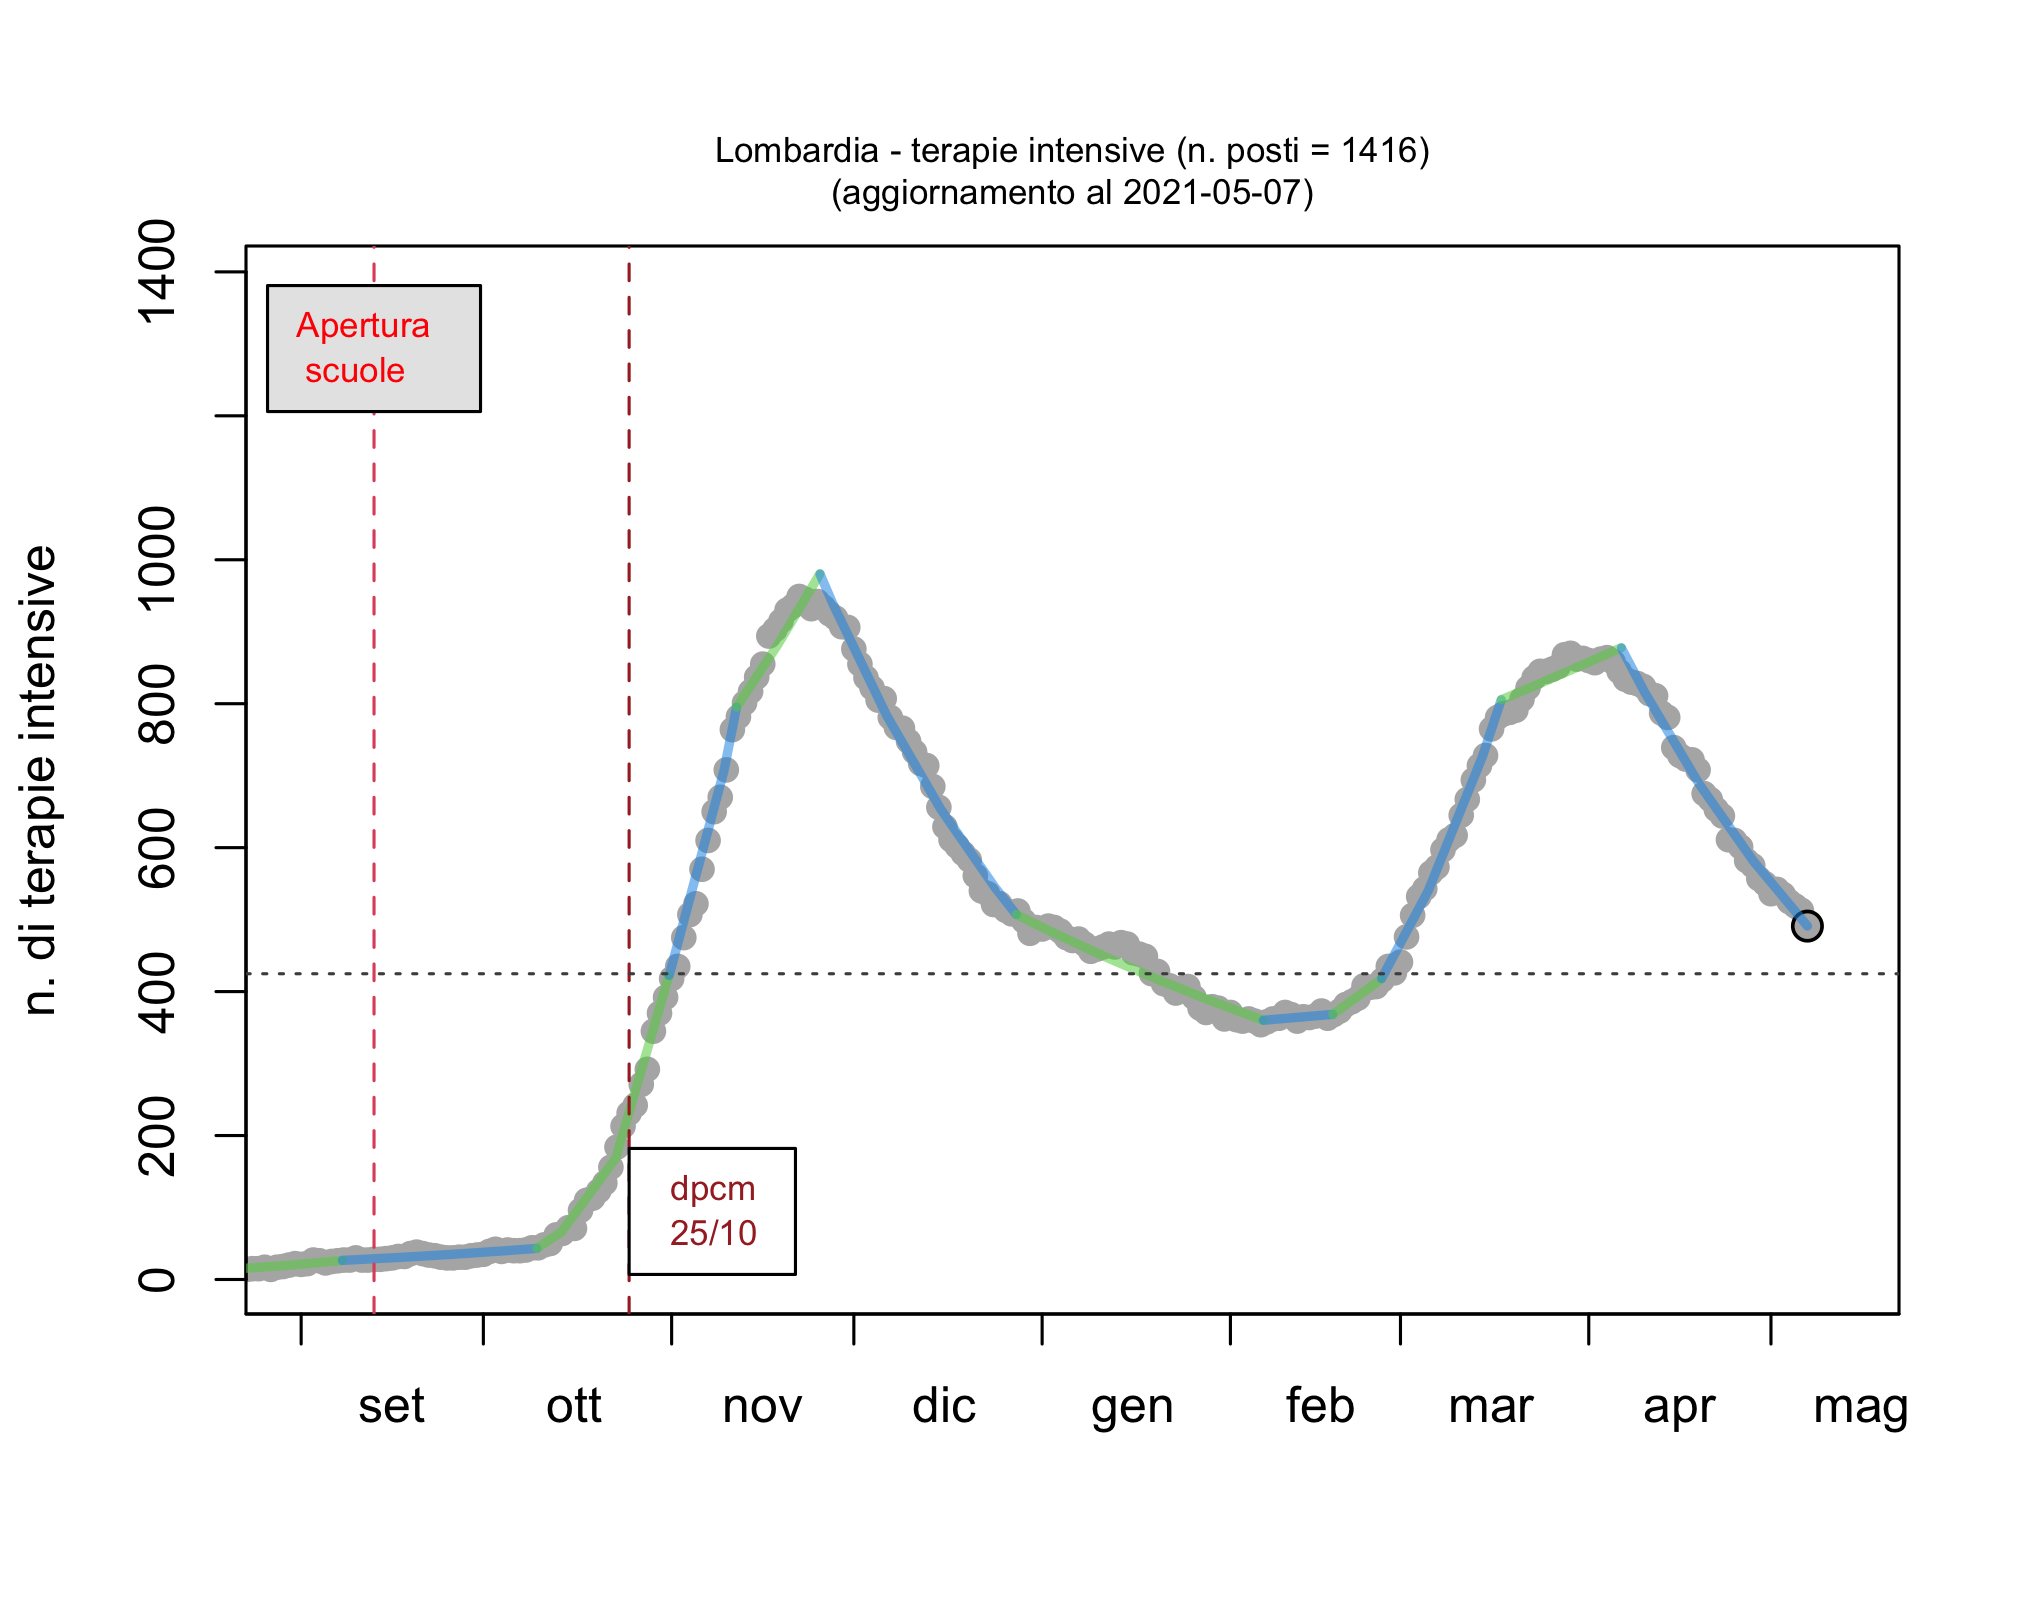 Lombardia - terapie intensive (n. posti = 1416)
(aggiornamento al 2021-05-07)
n. di terapie intensive
1400
1000
800
600
400
200
0
Apertura
scuole
dpcm
25/10
set ott nov dic gen feb mar apr mag